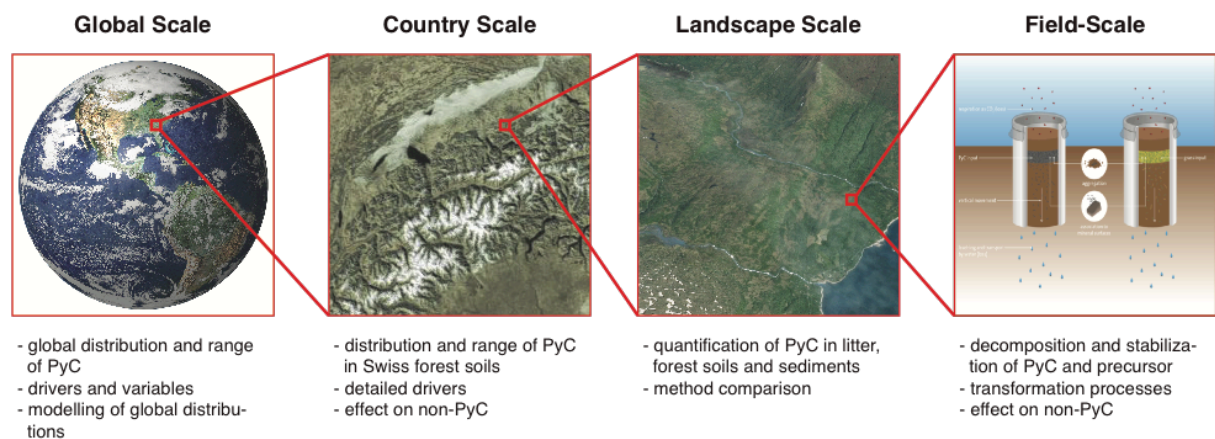 Global Scale
Country Scale
Landscape Scale
Field-Scale
aggregation
- global distribution and range
of PyC
- drivers and variables
- modelling of global distribu-
tions
- distribution and range of PyC
in Swiss forest soils
- detailed drivers
- effect on non-PyC
- quantification of PyC in litter,
forest soils and sediments
- method comparison
- decomposition and stabiliza-
tion of PyC and precursor
- transformation processes
- effect on non-PyC